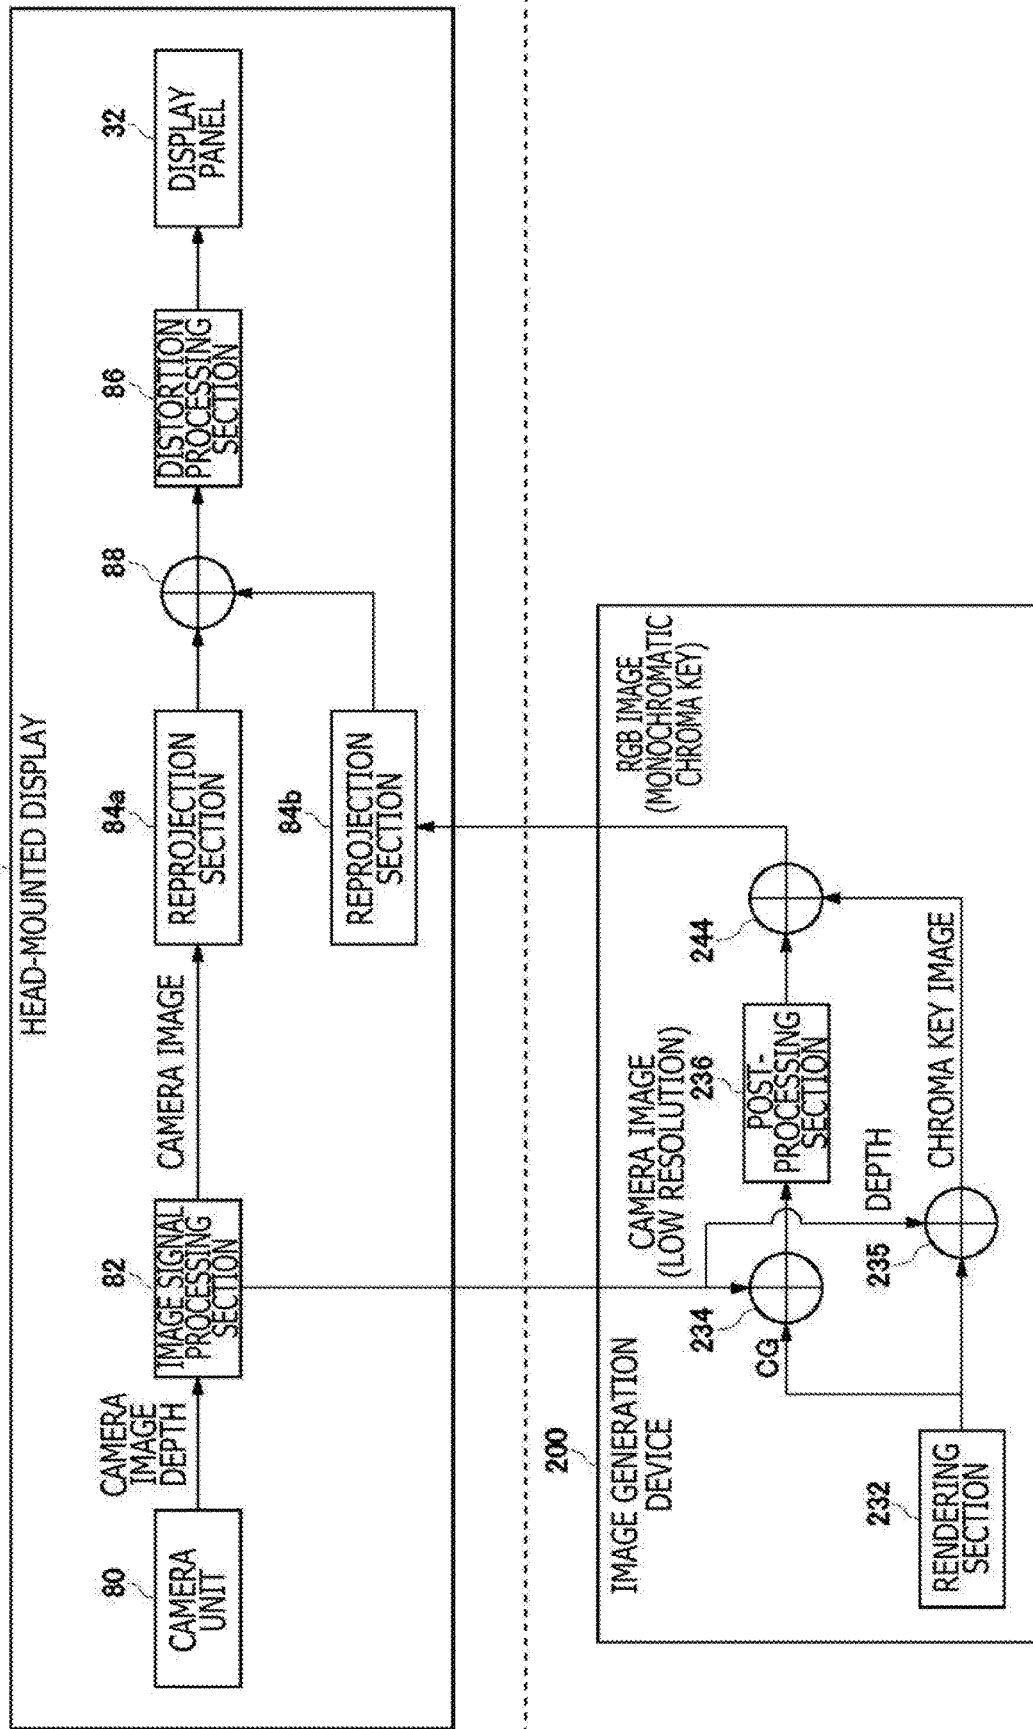 HEAD-MOUNTED DISPLAY
80
CAMERA
UNIT
CAMERA
IMAGE
DEPTH
82
IMAGE SIGNAL
PROCESSING
SECTION
CAMERA IMAGE
84a
REPROJECTION
SECTION
84b
REPROJECTION
SECTION
88
86
DISTORTION
PROCESSING
SECTION
32
DISPLAY
PANEL
200
IMAGE GENERATION
DEVICE
232
RENDERING
SECTION
CG
234
CAMERA IMAGE
(LOW RESOLUTION)
235
DEPTH
236
POST-
PROCESSING
SECTION
CHROMA KEY IMAGE
244
RGB IMAGE
(MONOCHROMATIC
CHROMA KEY)